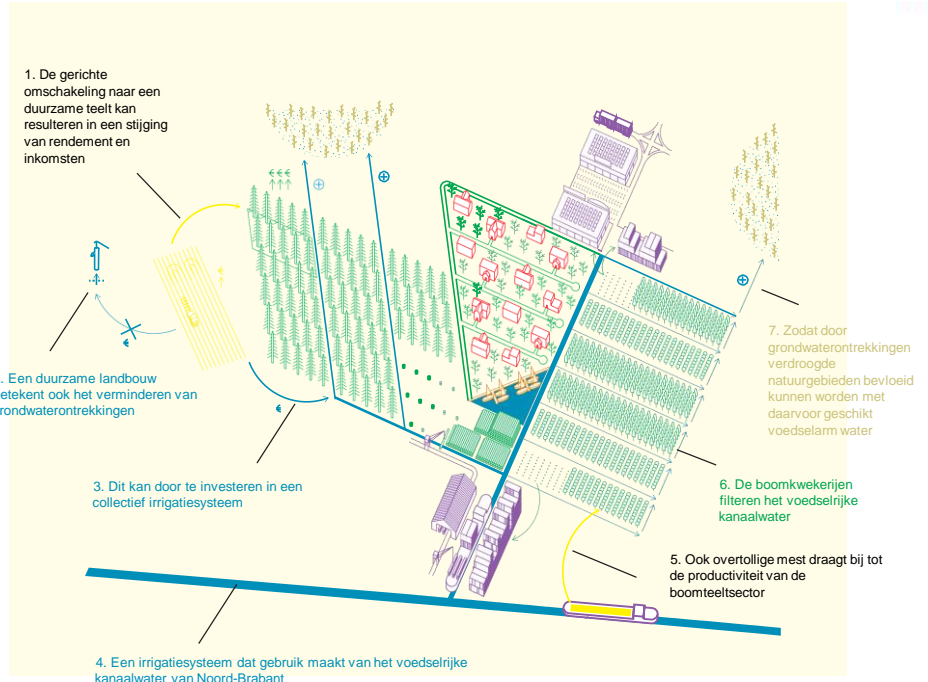 1. De gerichte
omschakeling naar een
duurzame teelt kan
resulteren in een stijging
van rendement en
inkomsten
. Een duurzame landbouw
etekent ook het verminderen van
rondwaterontrekkingen
3. Dit kan door te investeren in een
collectief irrigatiesysteem
4. Een irrigatiesysteem dat gebruik maakt van het voedselrijke
kanaalwater van Noord-Brabant
5. Ook overtollige mest draagt bij tot
de productiviteit van de
boomteeltsector
6. De boomkwekerijen
filteren het voedselrijke
kanaalwater
7. Zodat door
grondwaterontrekkingen
verdroogde
natuurgebieden bevloeid
kunnen worden met
daarvoor geschikt
voedselarm water